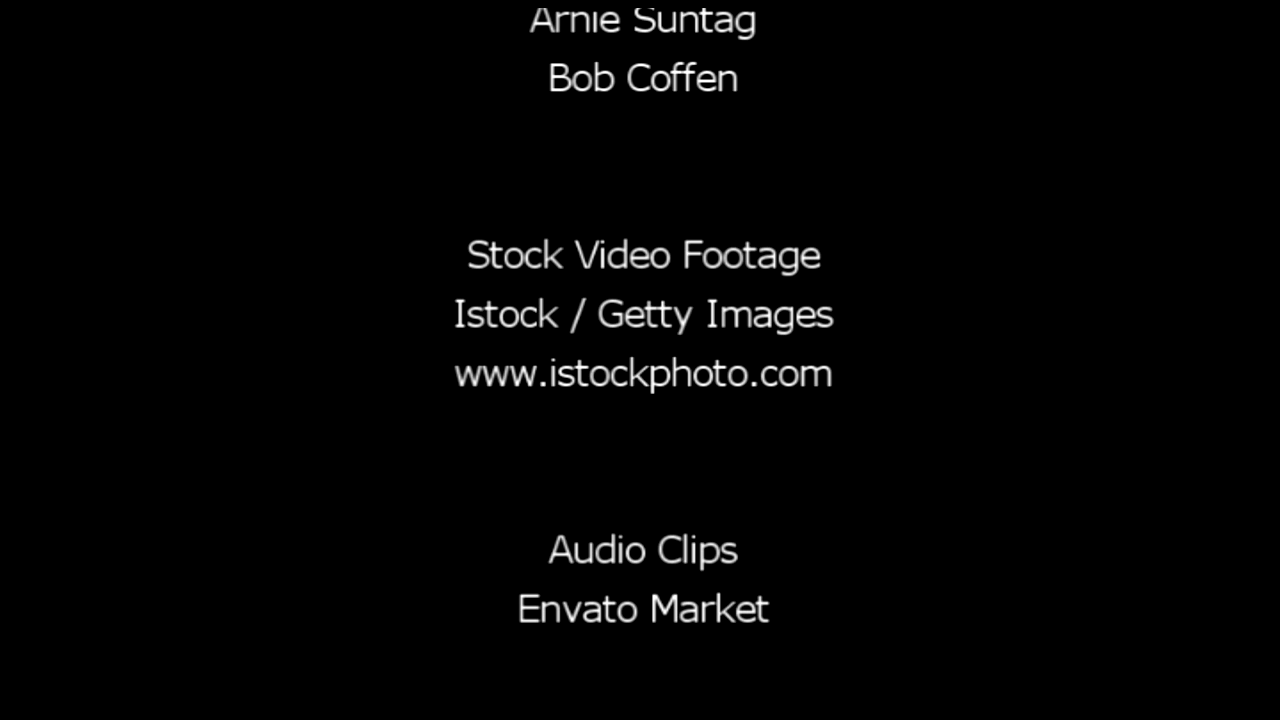 Arnie Suntag
Bob Coffen
Stock Video Footage
Istock / Getty Images
www.istockphoto.com
Audio Clips
Envato Market